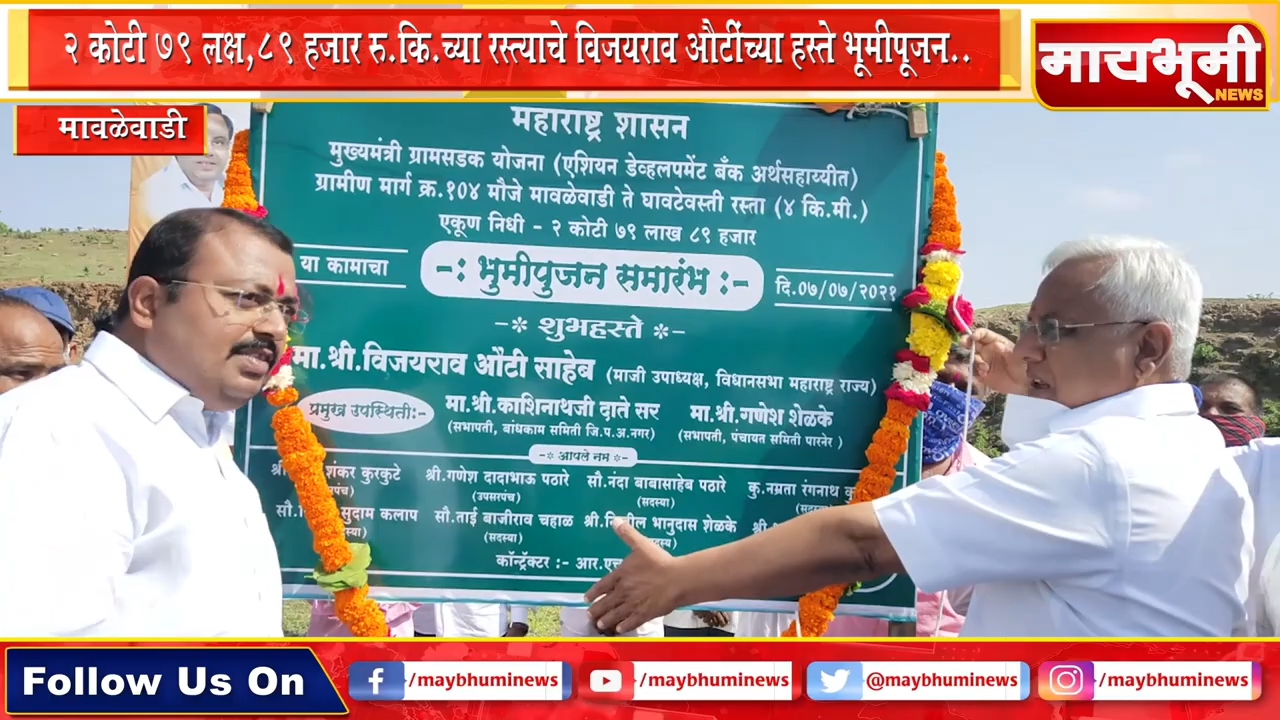 २ कोटी ७९ लक्ष,८९ हजार रु.कि.च्या रस्त्याचे विजयराव औटींच्या हस्ते भूमीपूजन..
मायभूमी
NEWS
मावळेवाडी
महाराष्ट्र शासन
मुख्यमंत्री ग्रामसडक योजना (एशियन डेव्हलपमेंट बँक अर्थसहाय्यीत)
ग्रामीण मार्ग क्र.१०४ मौजे मावळेवाडी ते घावटेवस्ती रस्ता (४ कि.मी.)
एकूण निधी - २ कोटी ७९ लाख ८९ हजार
या कामाचा -: भुमीपुजन समारंभ :- दि.०७/०७/२०२१
-* शुभहस्ते *-
मा.श्री.विजयराव औटी साहेब (माजी उपाध्यक्ष, विधानसभा महाराष्ट्र राज्य)
प्रमुख उपस्थिती:- मा.श्री.काशिनाथजी दाते सर मा.श्री.गणेश शेळके
(सभापती, बांधकाम समिती जि.प.अ.नगर) (सभापती, पंचायत समिती पारनेर)
-* आपले नम्र *-
शंकर कुरकुटे श्री.गणेश दादाभाऊ पठारे सौ.नंदा बाबासाहेब पठारे कु.नम्रता रंगनाथ
(उपसरपंच) (सदस्या)
सुदाम कलाप सौ.ताई बाजीराव चहाळ भानुदास शेळके
(सदस्या)
कॉन्ट्रॅक्टर :- आर.एच
Follow Us On /maybhuminews /maybhuminews @maybhuminews /maybhuminews